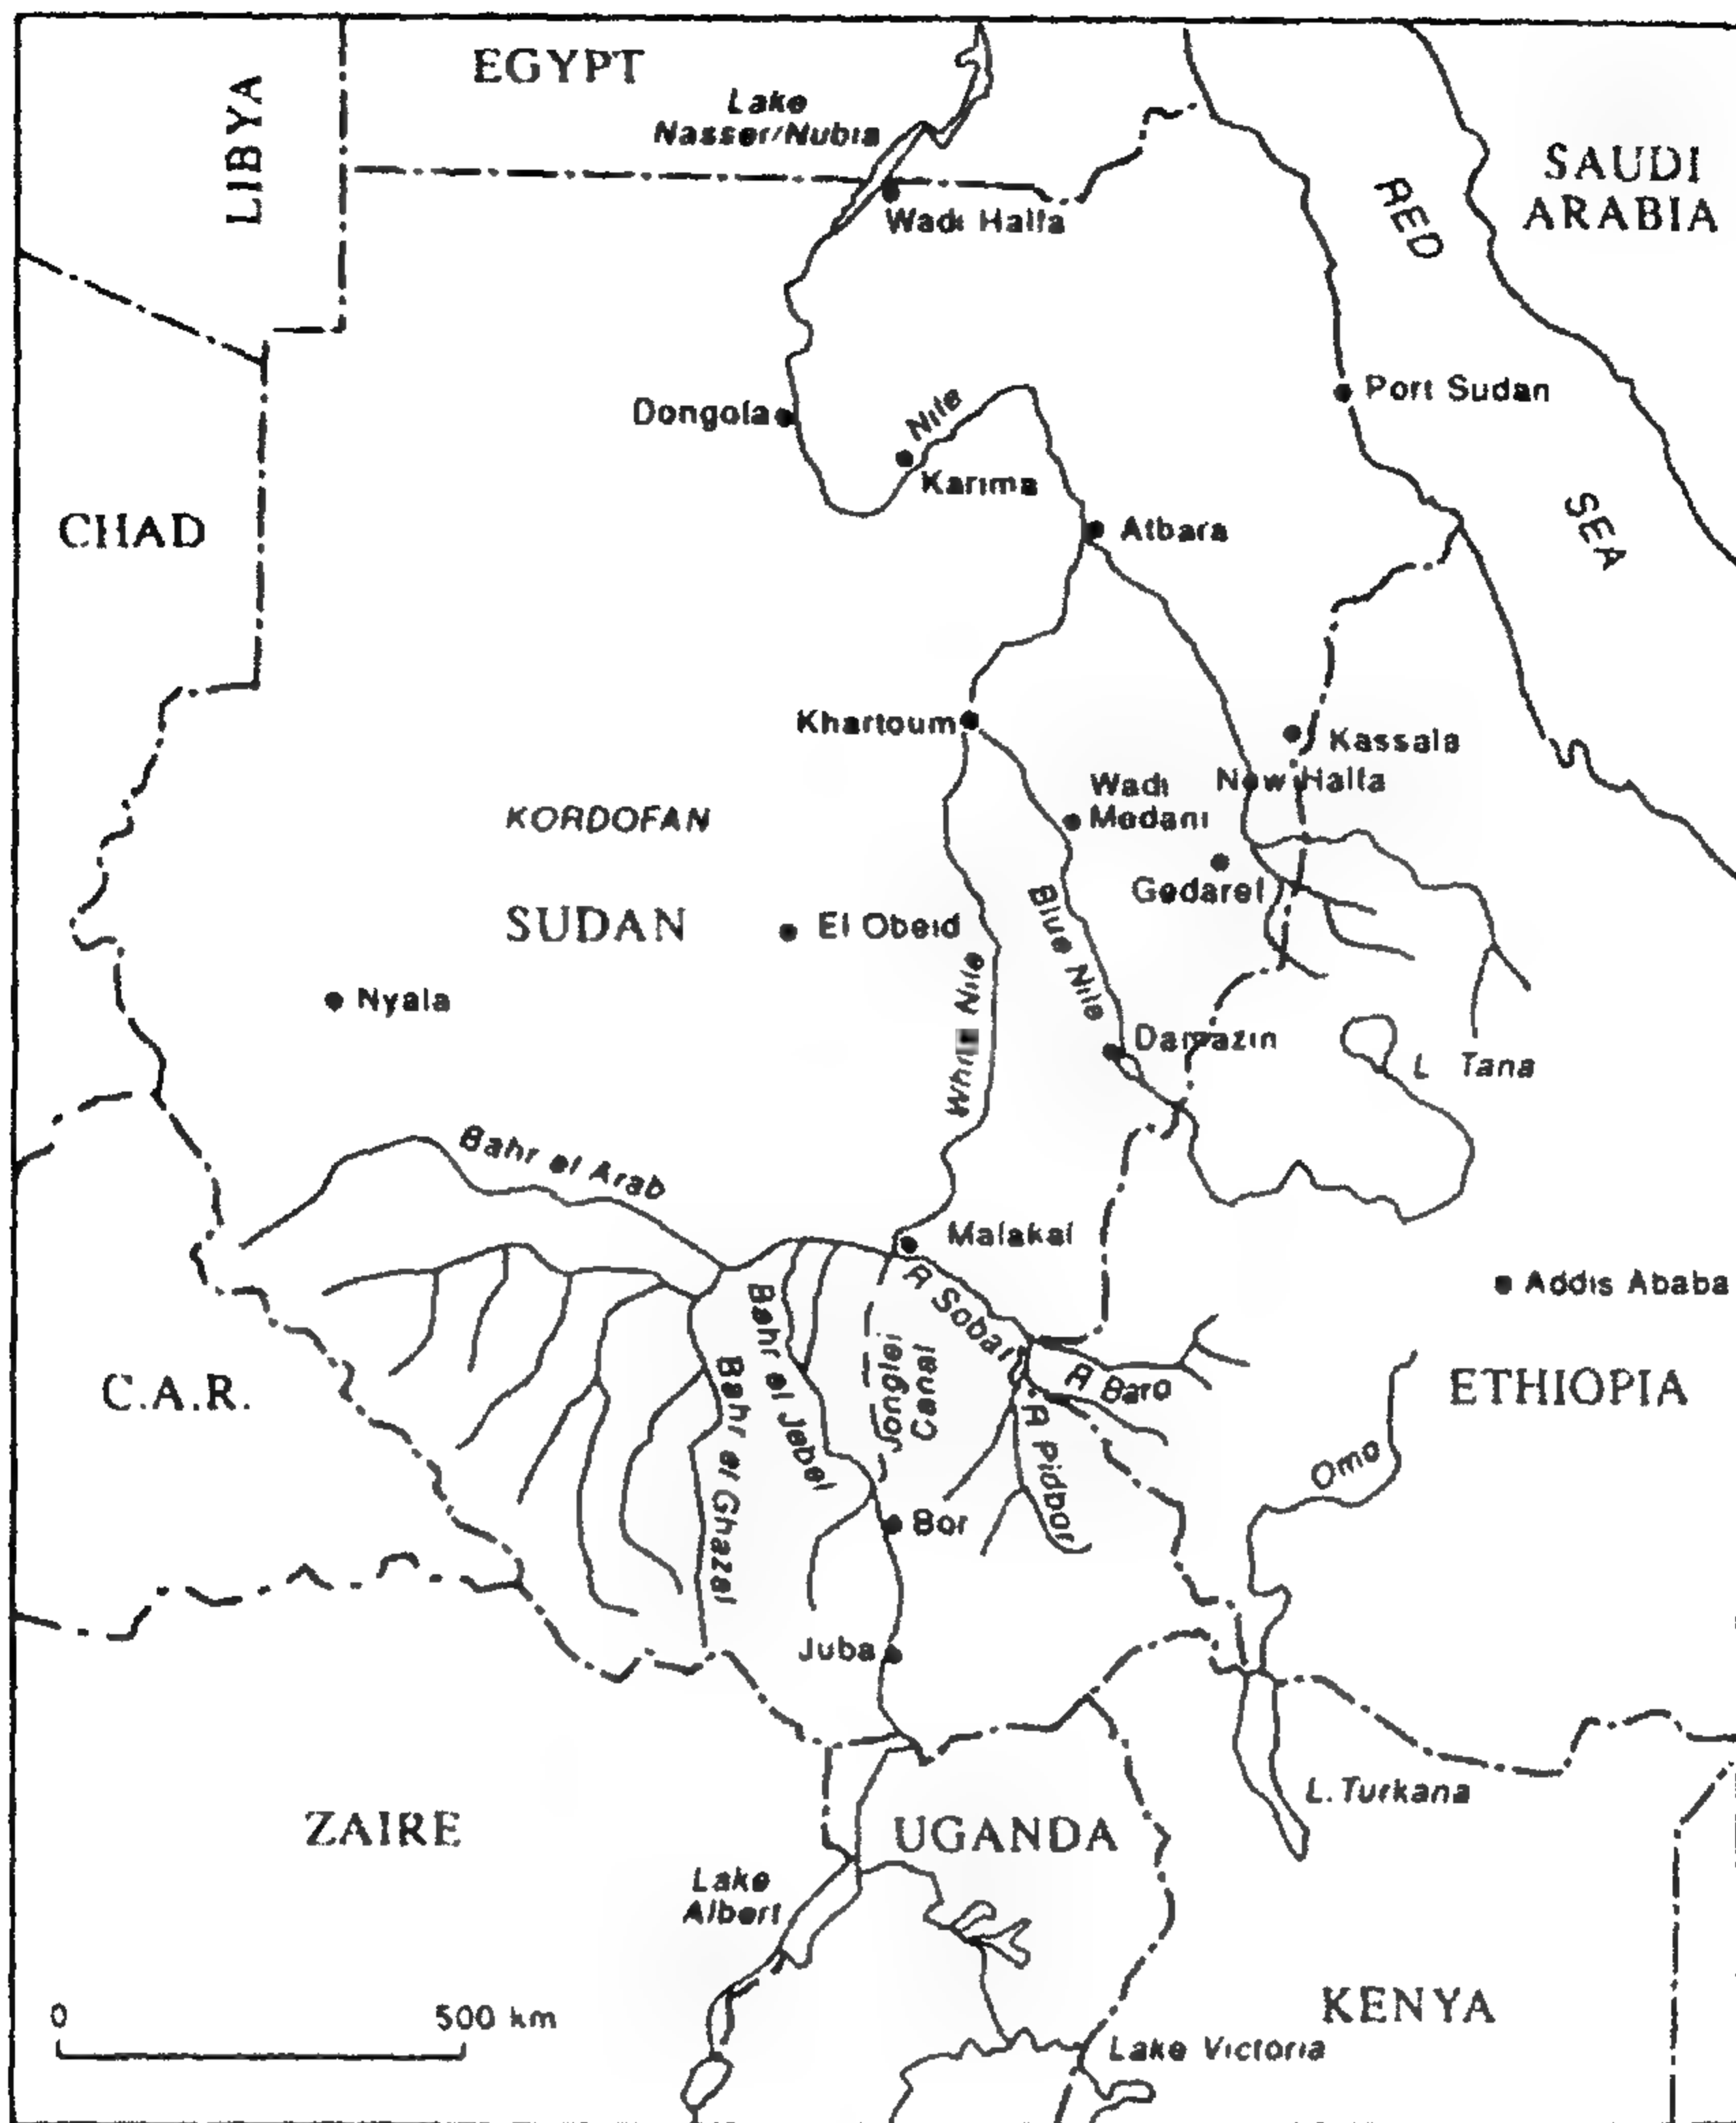 EGYPT
LIBYA
Lake
Nasser/Nubia
SAUDI
ARABIA
RED
SEA
Wadi Halfa
Port Sudan
Dongola
Nile
Karima
CHAD
Atbara
Khartoum
Kassala
New Halfa
Wadi
Medani
KORDOFAN
Gedaref
SUDAN
El Obeid
Blue Nile
White Nile
Nyala
Damazin
L Tana
Bahr el Arab
Malakal
R Sobat
Addis Ababa
Bahr el Jebel
Jonglei
Canal
R Baro
C.A.R.
ETHIOPIA
Bahr el Ghazal
R Pibor
Omo
Bor
Juba
L. Turkana
ZAIRE
UGANDA
Lake
Albert
KENYA
0 500 km
Lake Victoria